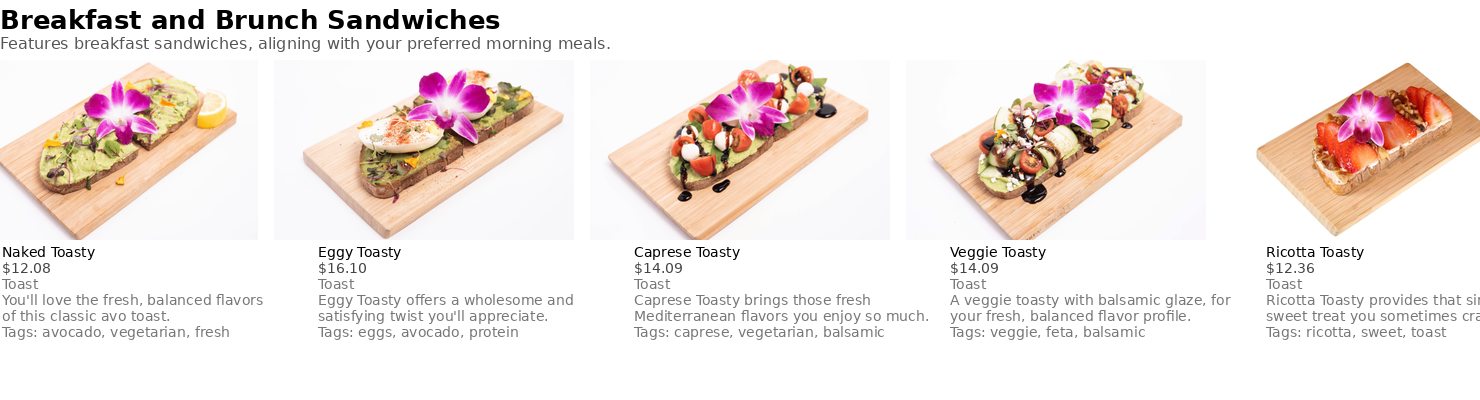 Breakfast and Brunch Sandwiches
Features breakfast sandwiches, aligning with your preferred morning meals.
Naked Toasty
$12.08
Toast
You'll love the fresh, balanced flavors
of this classic avo toast.
Tags: avocado, vegetarian, fresh
Eggy Toasty
$16.10
Toast
Eggy Toasty offers a wholesome and
satisfying twist you'll appreciate.
Tags: eggs, avocado, protein
Caprese Toasty
$14.09
Toast
Caprese Toasty brings those fresh
Mediterranean flavors you enjoy so much.
Tags: caprese, vegetarian, balsamic
Veggie Toasty
$14.09
Toast
A veggie toasty with balsamic glaze, for
your fresh, balanced flavor profile.
Tags: veggie, feta, balsamic
Ricotta Toasty
$12.36
Toast
Ricotta Toasty provides that
sweet treat you sometimes
Tags: ricotta, sweet, toast